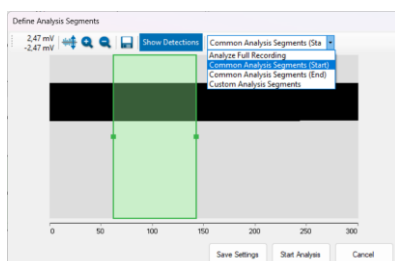 Define Analysis Segments
2,47 mV
-2,47 mV
Show Detections
Common Analysis Segments (Sta
Analyze Full Recording
Common Analysis Segments (Start)
Common Analysis Segments (End)
Custom Analysis Segments
0 50 100 150 200 250 300
Save Settings Start Analysis Cancel